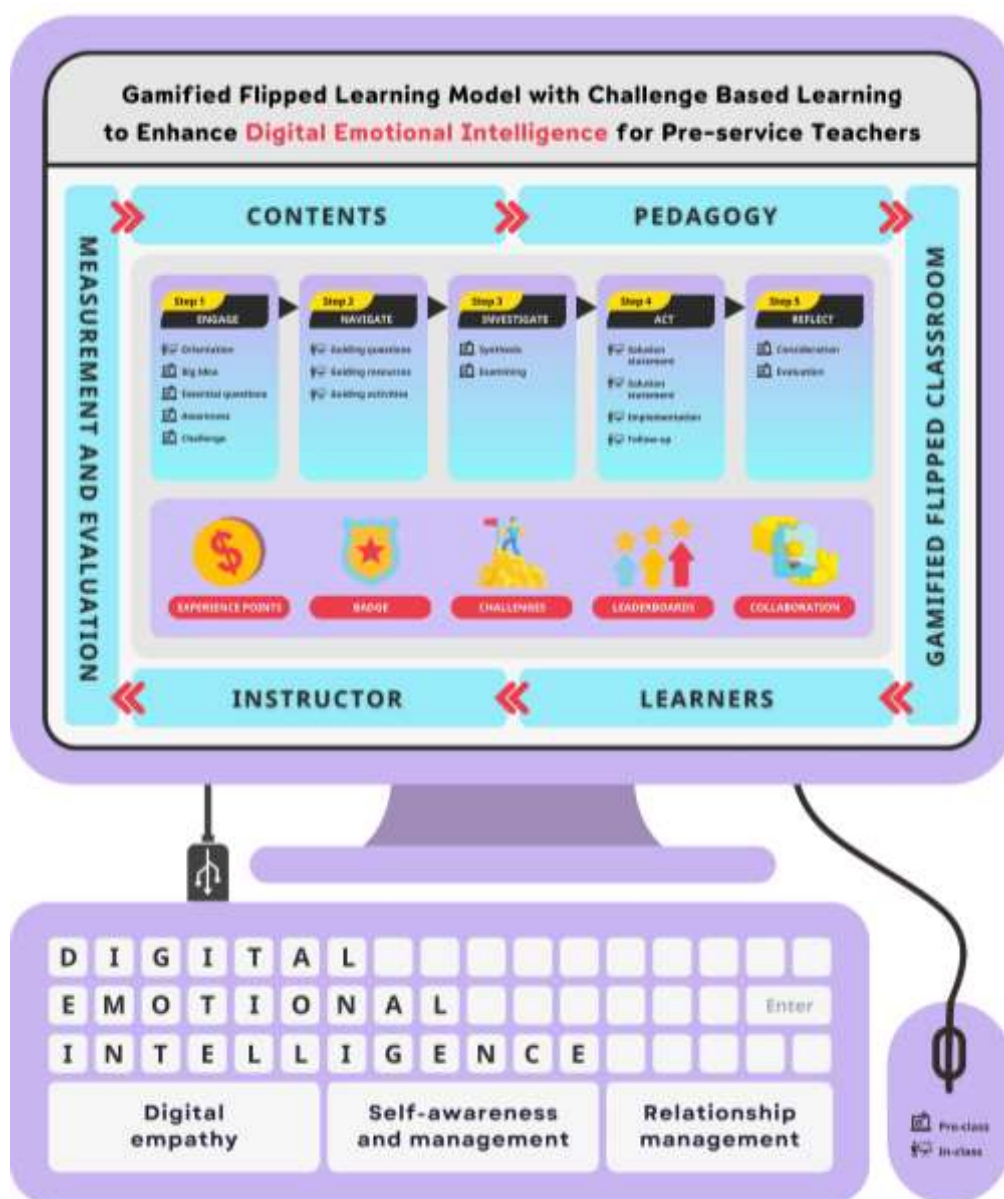 Gamified Flipped Learning Model with Challenge Based Learning
to Enhance Digital Emotional Intelligence for Pre-service Teachers
CONTENTS
PEDAGOGY
MEASUREMENT AND EVALUATION
GAMIFIED FLIPPED CLASSROOM
Step 1
ENGAGE
Orientation
Big Idea
Essential questions
Awareness
Challenge
Step 2
NAVIGATE
Guiding questions
Guiding resources
Guiding activities
Step 3
INVESTIGATE
Synthesis
Examining
Step 4
ACT
Solution
statement
Solution
statement
Implementation
Follow-up
Step 5
REFLECT
Consideration
Evaluation
EXPERIENCE POINTS
BADGE
CHALLENGES
LEADERBOARDS
COLLABORATION
INSTRUCTOR
LEARNERS
DIGITAL
EMOTIONAL
Enter
INTELLIGENCE
Digital
empathy
Self-awareness
and management
Relationship
management
Pre-class
In-class